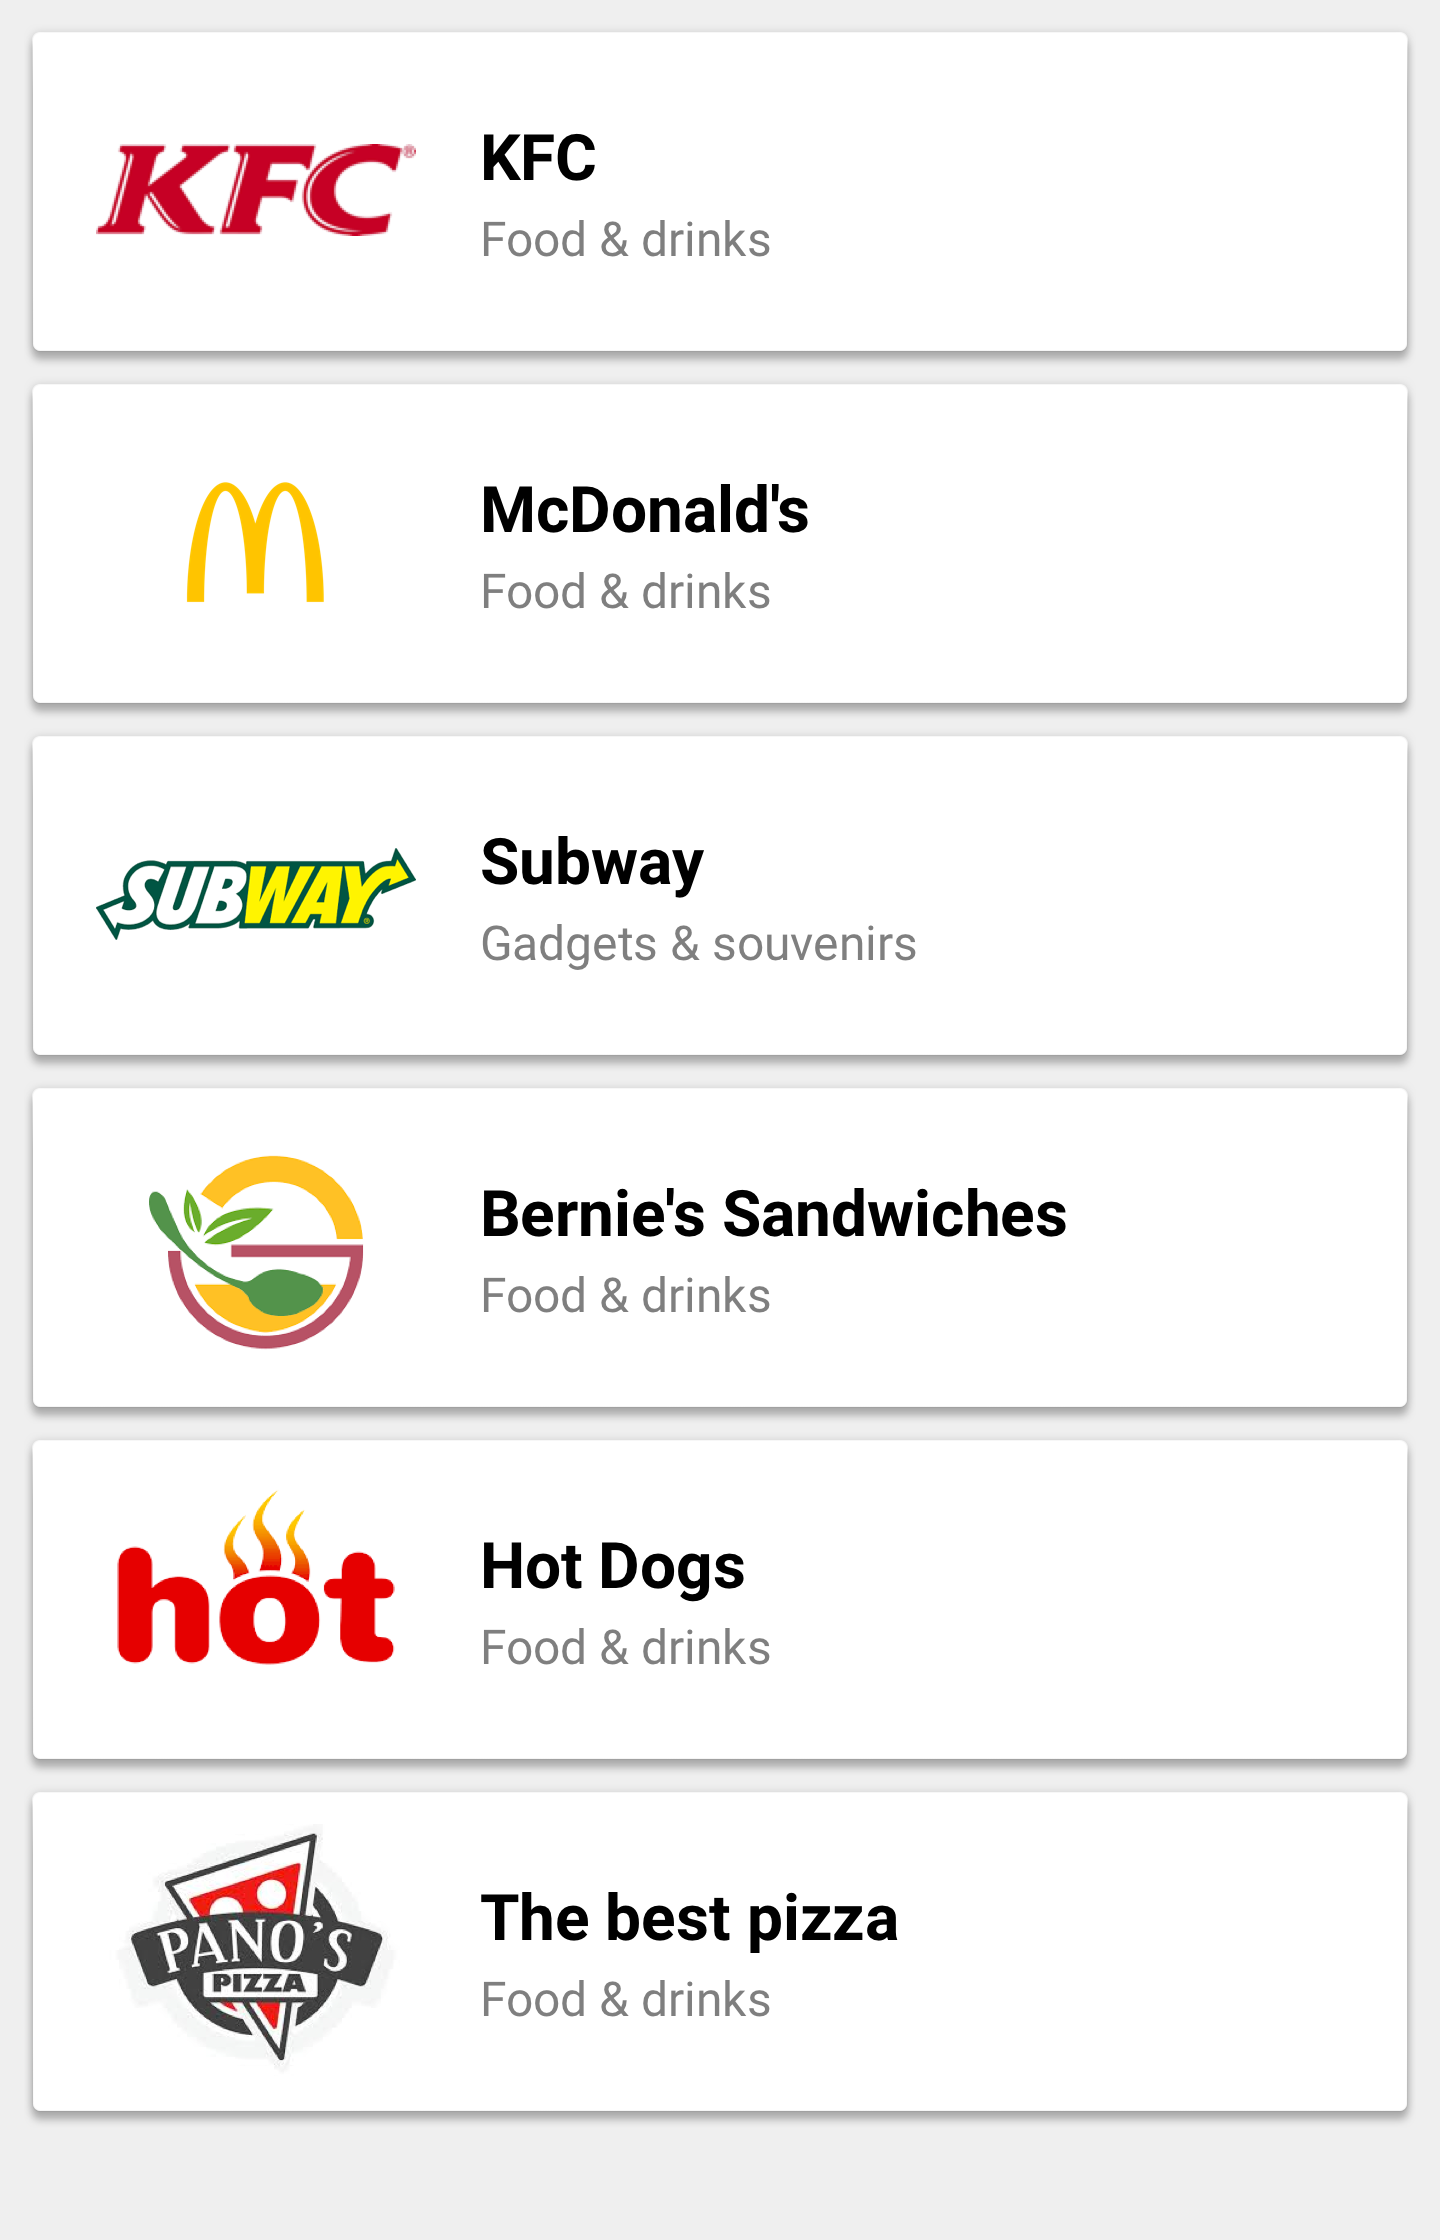 KFC®
KFC
Food & drinks
McDonald's
Food & drinks
SUBWAY®
Subway
Gadgets & souvenirs
Bernie's Sandwiches
Food & drinks
hot
Hot Dogs
Food & drinks
PANO'S
PIZZA
The best pizza
Food & drinks